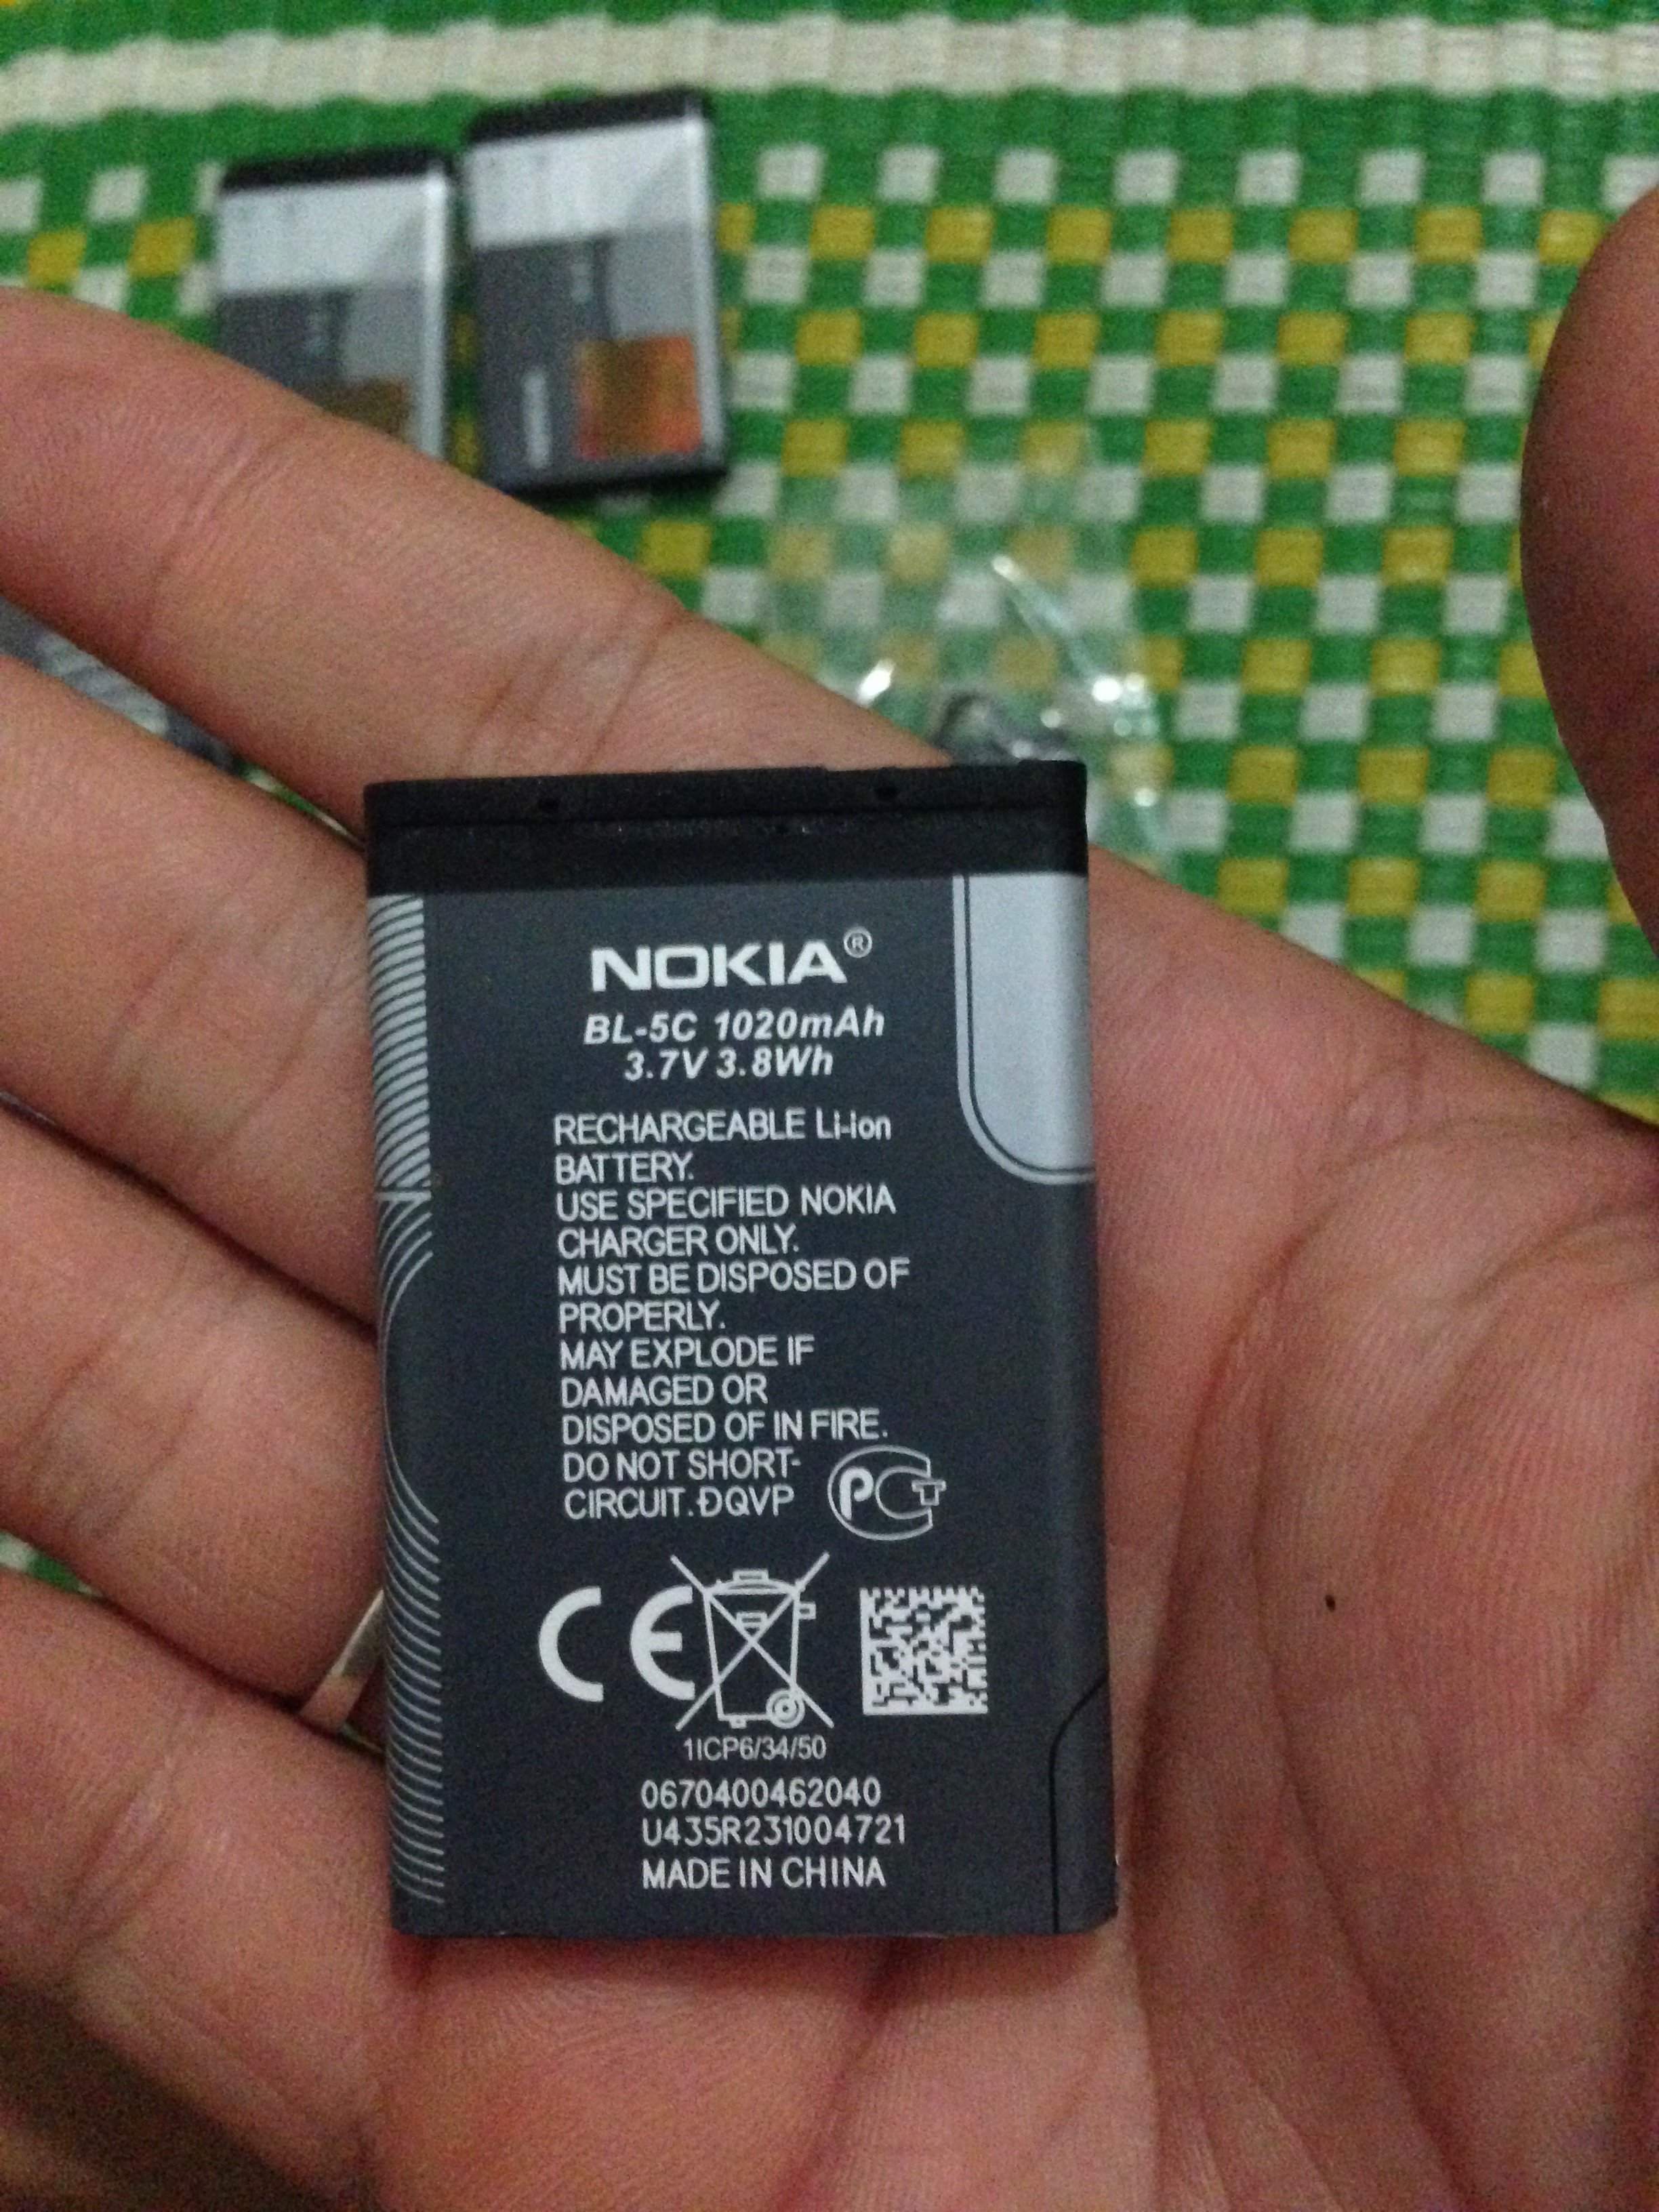 NOKIA®
BL-5C 1020mAh
3.7V 3.8Wh
RECHARGEABLE Li-ion
BATTERY.
USE SPECIFIED NOKIA
CHARGER ONLY.
MUST BE DISPOSED OF
PROPERLY.
MAY EXPLODE IF
DAMAGED OR
DISPOSED OF IN FIRE.
DO NOT SHORT-
CIRCUIT.ĐQVP
PCT
CE
1ICP6/34/50
0670400462040
U435R231004721
MADE IN CHINA